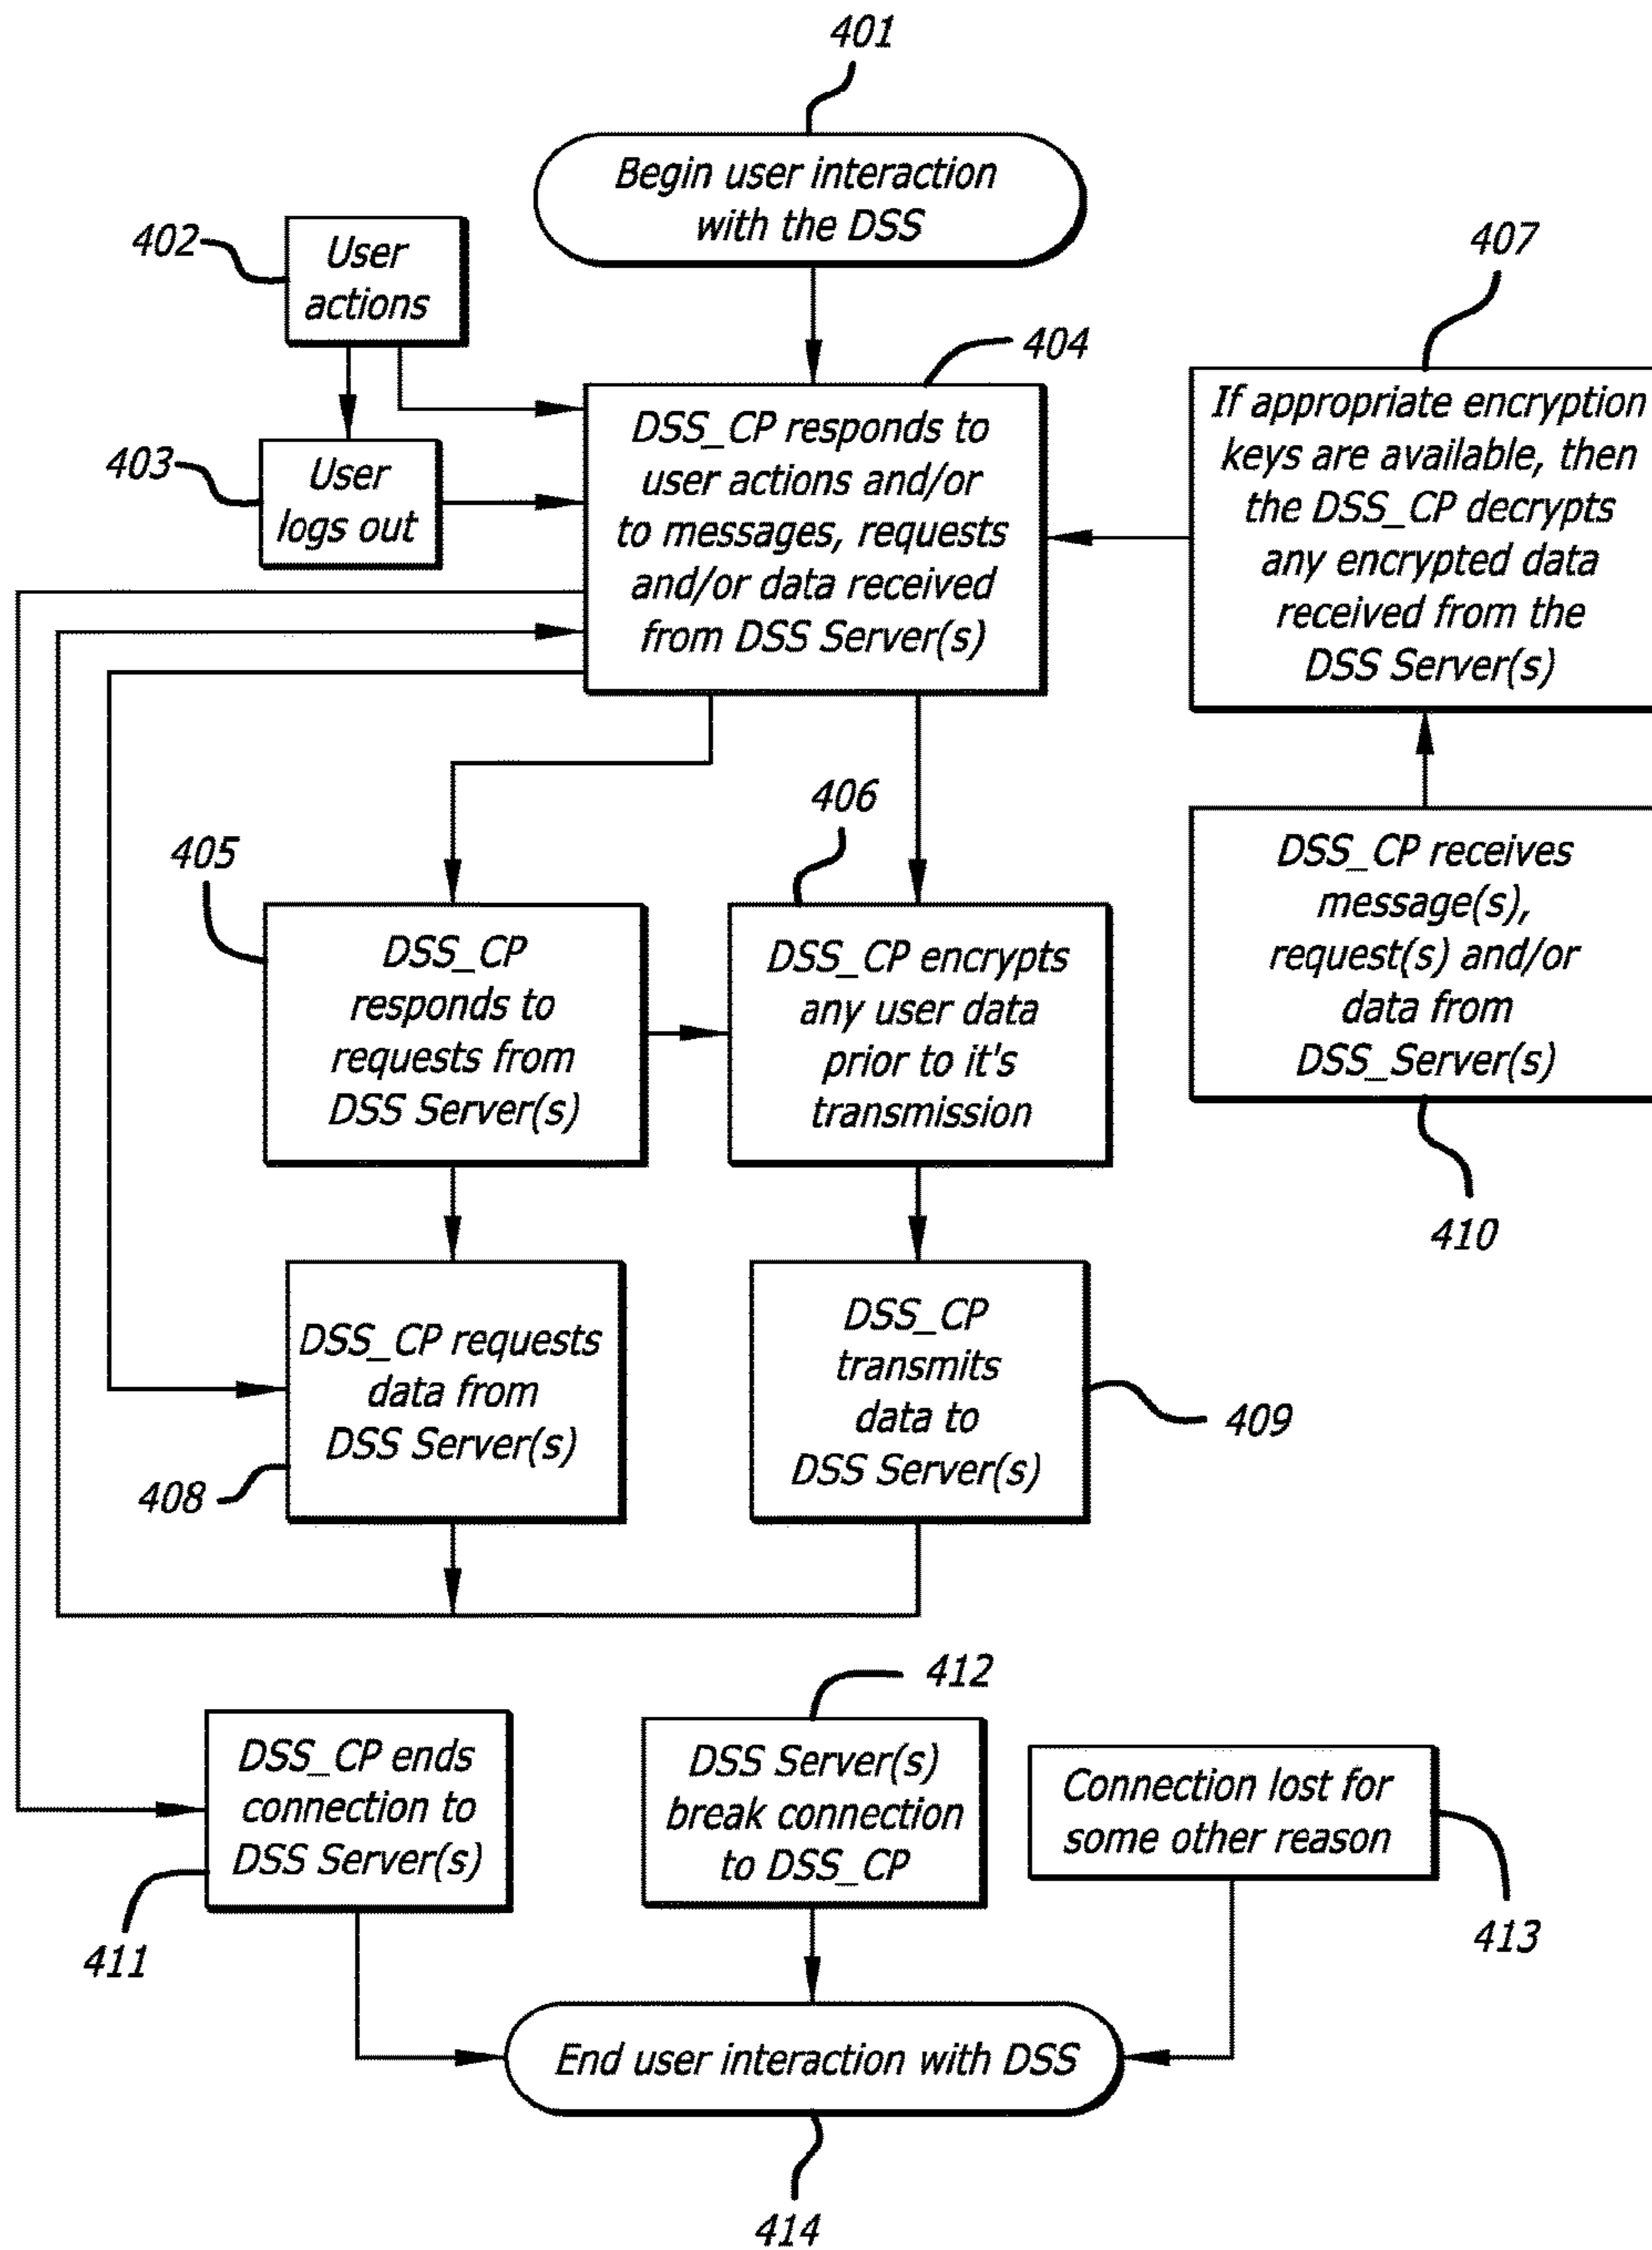 401
Begin user interaction
with the DSS
402
User
actions
407
404
If appropriate encryption
keys are available, then
the DSS_CP decrypts
any encrypted data
received from the
DSS Server(s)
DSS_CP responds to
user actions and/or
to messages, requests
and/or data received
from DSS Server(s)
403
User
logs out
406
405
DSS_CP receives
message(s),
request(s) and/or
data from
DSS_Server(s)
DSS_CP
responds to
requests from
DSS Server(s)
DSS_CP encrypts
any user data
prior to it's
transmission
410
DSS_CP requests
data from
DSS Server(s)
408
DSS_CP
transmits
data to
DSS Server(s)
409
412
DSS_CP ends
connection to
DSS Server(s)
411
DSS Server(s)
break connection
to DSS_CP
Connection lost for
some other reason
413
End user interaction with DSS
414